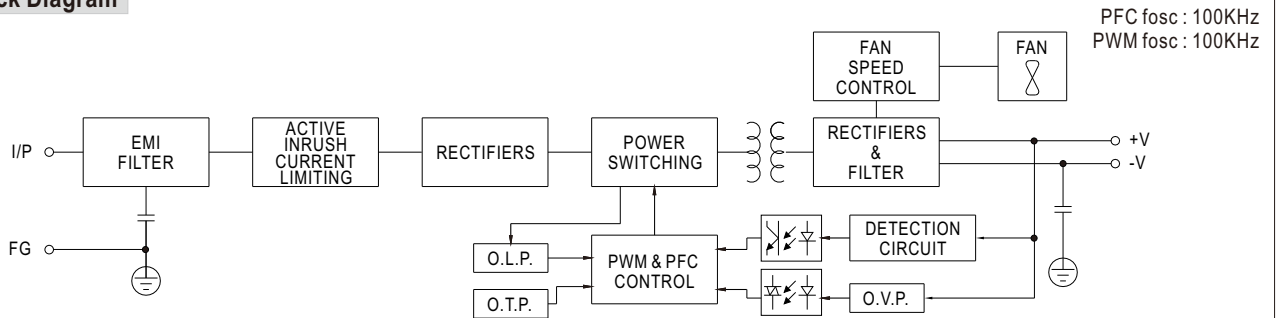 ck Diagram
PFC fosc : 100KHz
PWM fosc : 100KHz
FAN
SPEED
CONTROL
FAN
I/P
EMI
FILTER
ACTIVE
INRUSH
CURRENT
LIMITING
RECTIFIERS
POWER
SWITCHING
RECTIFIERS
&
FILTER
+V
-V
FG
O.L.P.
O.T.P.
PWM & PFC
CONTROL
DETECTION
CIRCUIT
O.V.P.